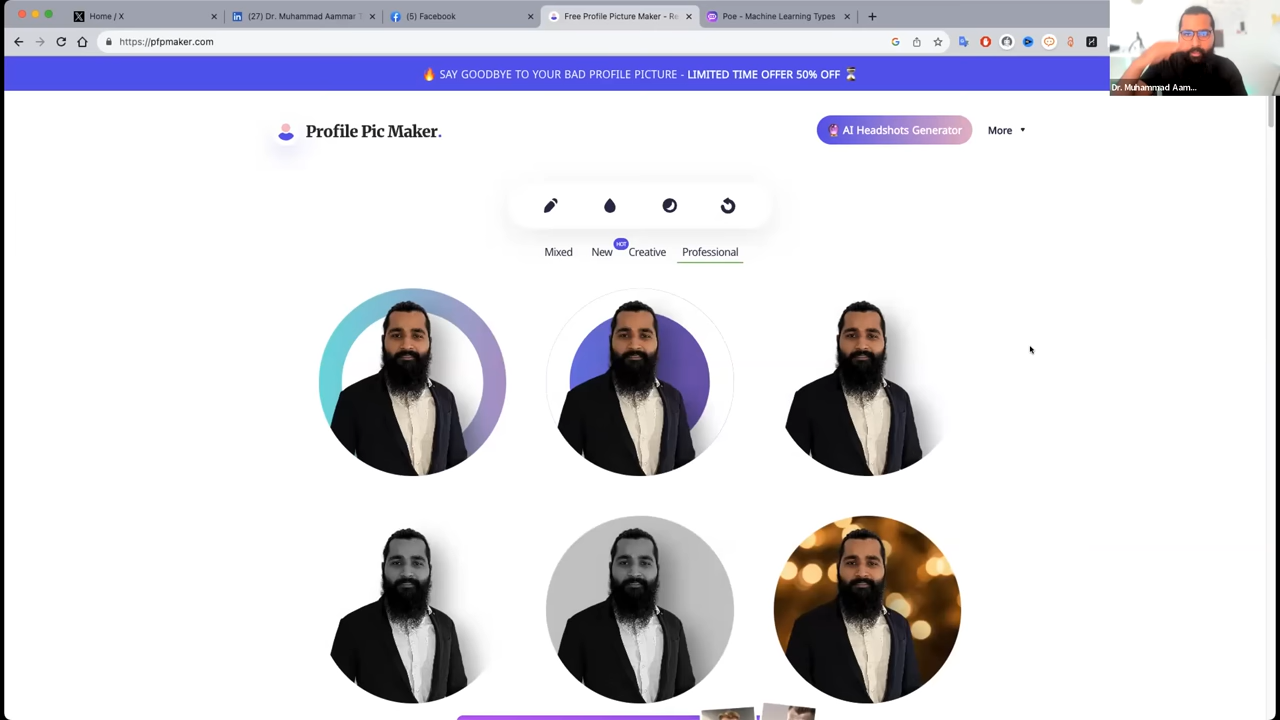 Home / X
(27) Dr. Muhammad Aammar T
(5) Facebook
Free Profile Picture Maker - Re
Poe - Machine Learning Types
https://pfpmaker.com
🔥 SAY GOODBYE TO YOUR BAD PROFILE PICTURE - LIMITED TIME OFFER 50% OFF ⏳
Dr. Muhammad Aam...
Profile Pic Maker.
AI Headshots Generator
More
Mixed
New
HOT
Creative
Professional